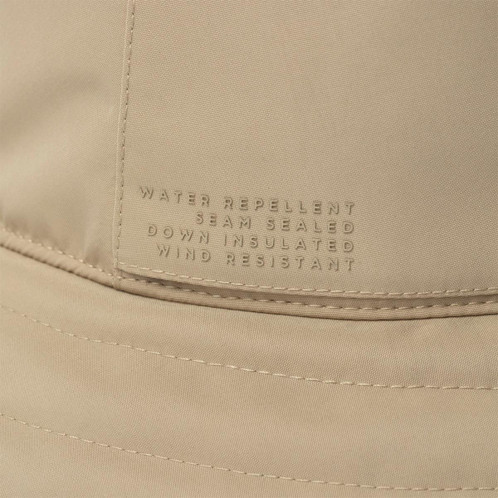 WATER REPELLENT
SEAM SEALED
DOWN INSULATED
WIND RESISTANT